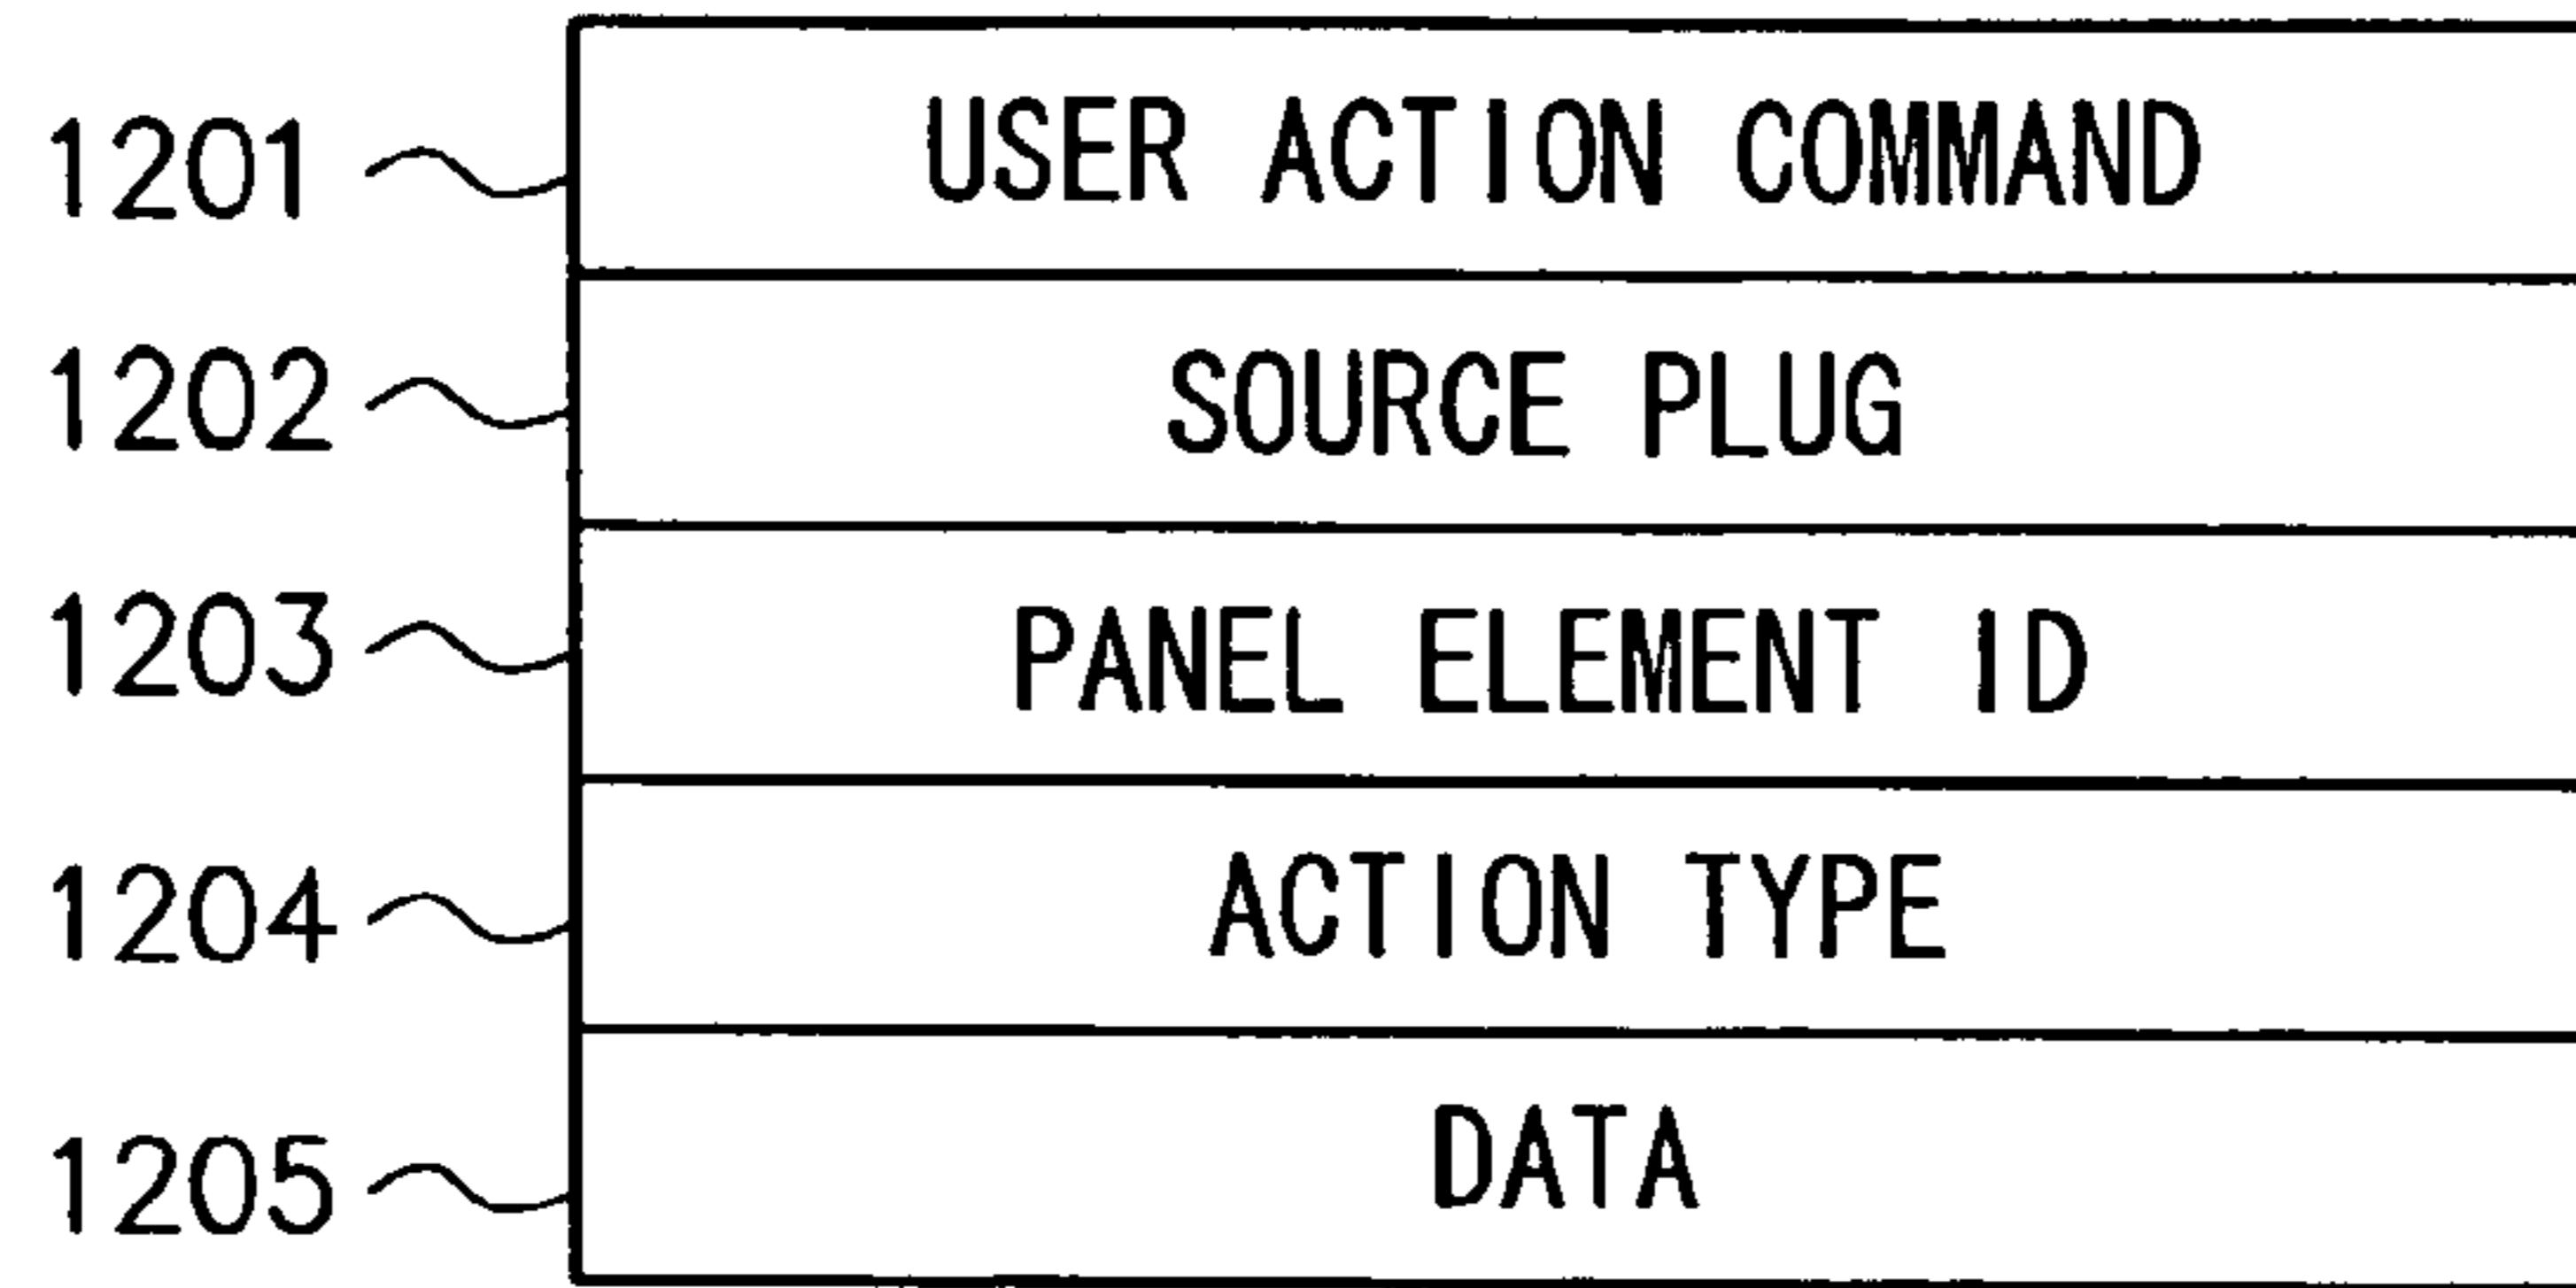 1201 USER ACTION COMMAND
1202 SOURCE PLUG
1203 PANEL ELEMENT ID
1204 ACTION TYPE
1205 DATA